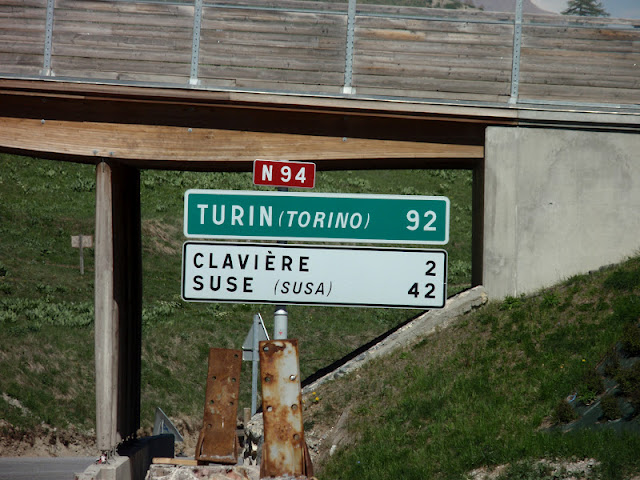 N 94
TURIN (TORINO) 92
CLAVIÈRE 2
SUSE (SUSA) 42